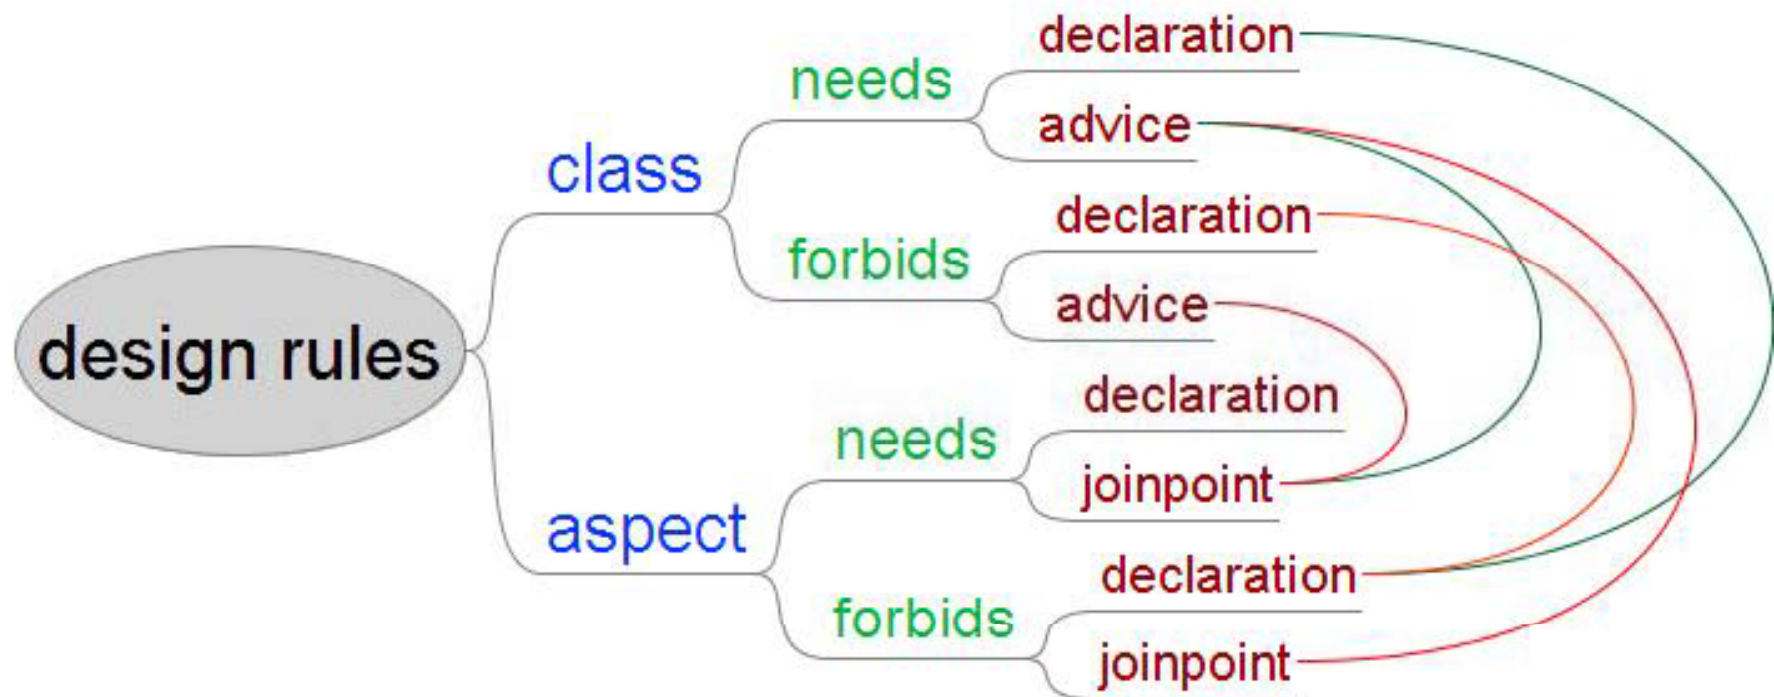 design rules
class
needs
declaration
advice
forbids
declaration
advice
aspect
needs
declaration
joinpoint
forbids
declaration
joinpoint